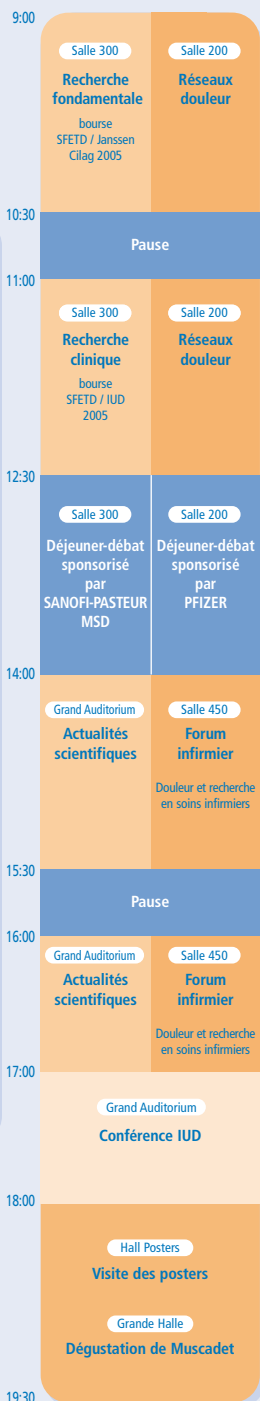 9:00
Salle 300
Recherche
fondamentale
bourse
SFETD / Janssen
Cilag 2005
Salle 200
Réseaux
douleur
10:30
Pause
11:00
Salle 300
Recherche
clinique
bourse
SFETD / IUD
2005
Salle 200
Réseaux
douleur
12:30
Salle 300
Déjeuner-débat
sponsorisé
par
SANOFI-PASTEUR
MSD
Salle 200
Déjeuner-débat
sponsorisé
par
PFIZER
14:00
Grand Auditorium
Actualités
scientifiques
Salle 450
Forum
infirmier
Douleur et recherche
en soins infirmiers
15:30
Pause
16:00
Grand Auditorium
Actualités
scientifiques
Salle 450
Forum
infirmier
Douleur et recherche
en soins infirmiers
17:00
Grand Auditorium
Conférence IUD
18:00
Hall Posters
Visite des posters
Grande Halle
Dégustation de Muscadet
19:30